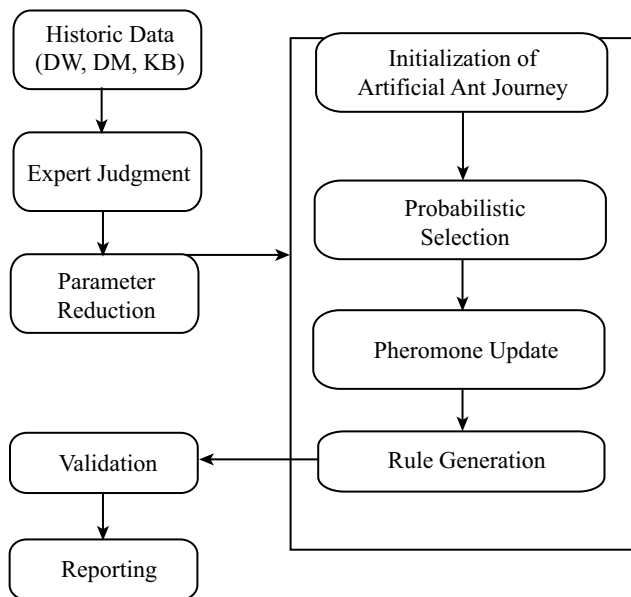 Historic Data
(DW, DM, KB)
Expert Judgment
Parameter
Reduction
Initialization of
Artificial Ant Journey
Probabilistic
Selection
Pheromone Update
Rule Generation
Validation
Reporting